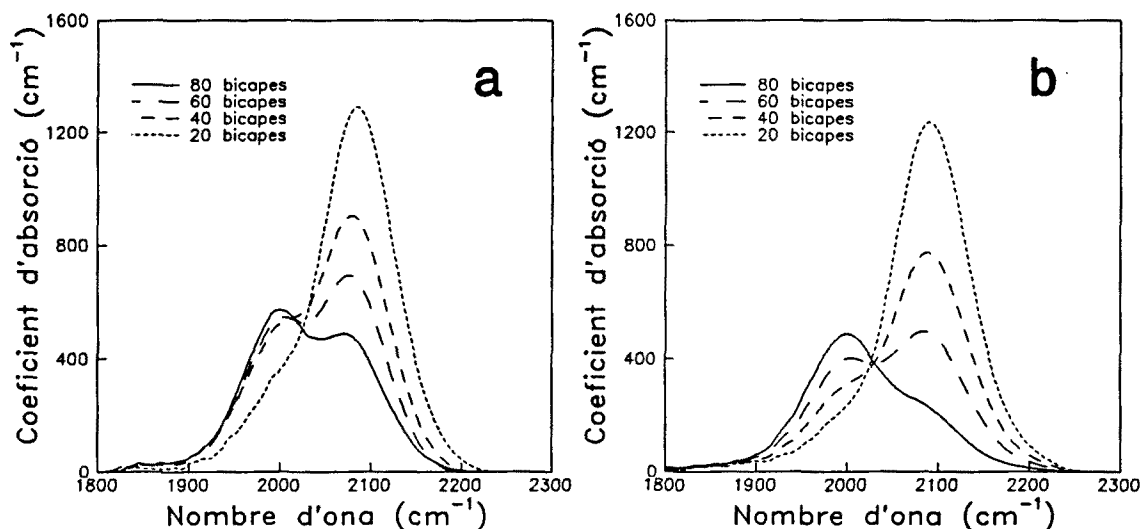 a
Coeficient d'absorció (cm⁻¹)
1600
1200
800
400
0
80 bicapes
60 bicapes
40 bicapes
20 bicapes
1800 1900 2000 2100 2200 2300
Nombre d'ona (cm⁻¹)
b
Coeficient d'absorció (cm⁻¹)
1600
1200
800
400
0
80 bicapes
60 bicapes
40 bicapes
20 bicapes
1800 1900 2000 2100 2200 2300
Nombre d'ona (cm⁻¹)